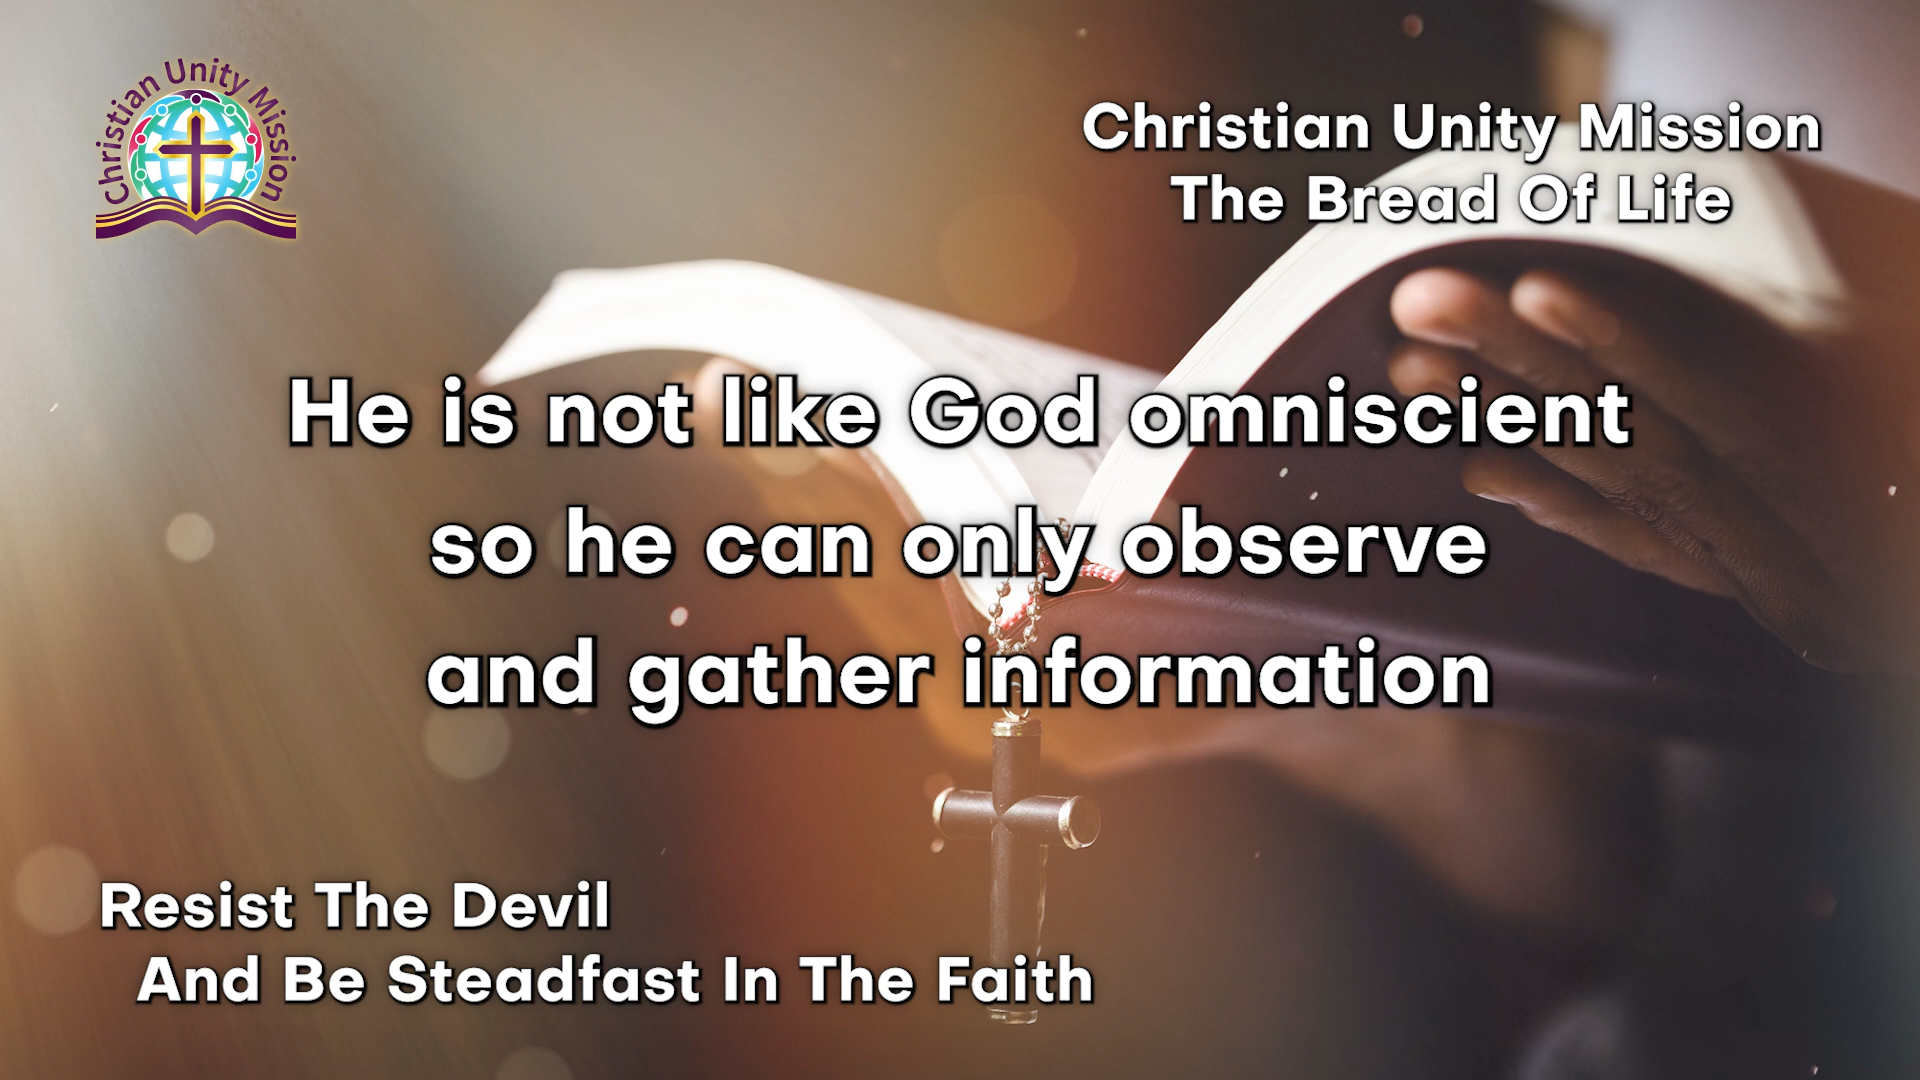 Christian Unity Mission
Christian Unity Mission
The Bread Of Life
He is not like God omniscient
so he can only observe
and gather information
Resist The Devil
And Be Steadfast In The Faith